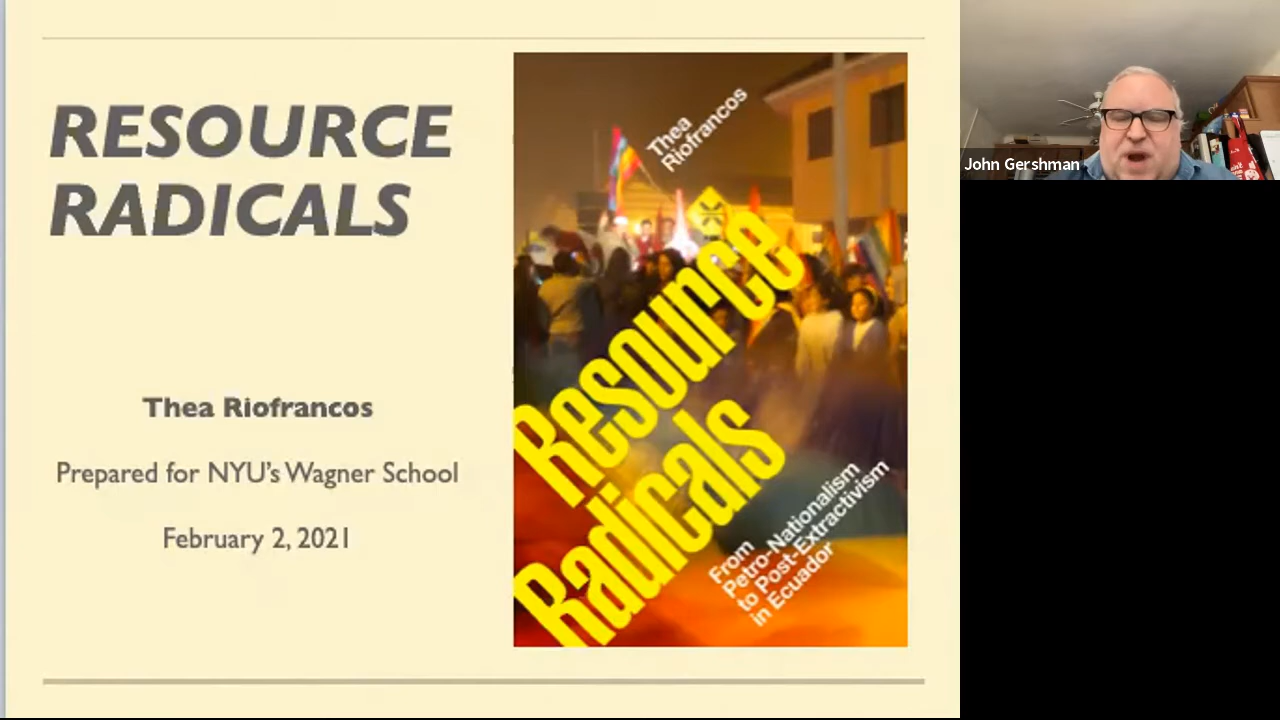 RESOURCE
RADICALS
Thea Riofrancos
Prepared for NYU's Wagner School
February 2, 2021
Thea
Riofrancos
Resource
Radicals
From
Petro-Nationalism
to Post-Extractivism
in Ecuador
John Gershman